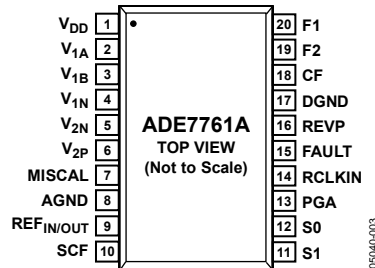 VDD 1
V1A 2
V1B 3
V1N 4
V2N 5
V2P 6
MISCAL 7
AGND 8
REFIN/OUT 9
SCF 10
ADE7761A
TOP VIEW
(Not to Scale)
20 F1
19 F2
18 CF
17 DGND
16 REVP
15 FAULT
14 RCLKIN
13 PGA
12 S0
11 S1
05040-003